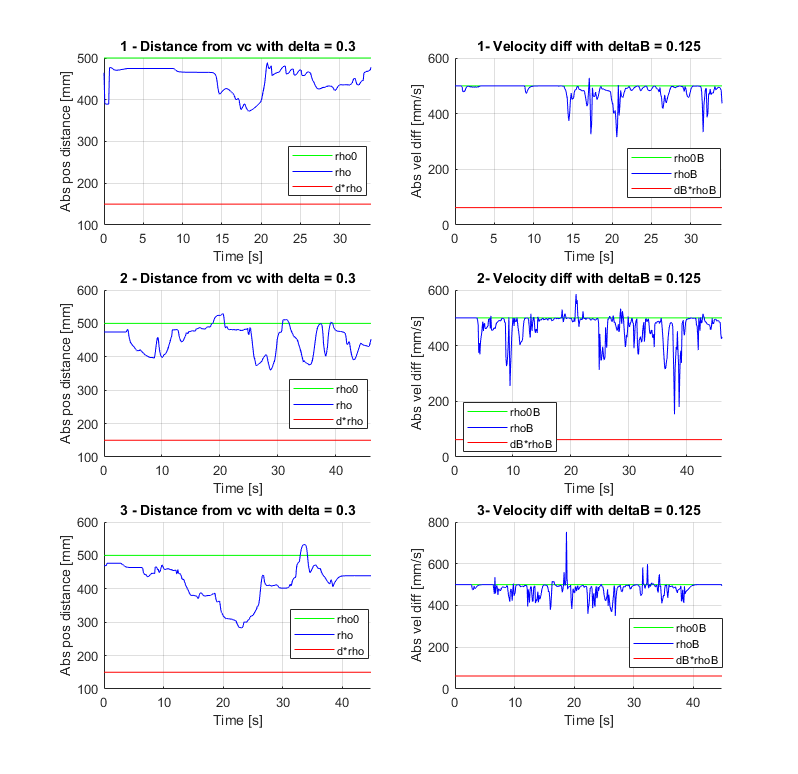 1 - Distance from vc with delta = 0.3
Abs pos distance [mm]
500
400
300
200
100
rho0
rho
d*rho
0 5 10 15 20 25 30
Time [s]
1- Velocity diff with deltaB = 0.125
Abs vel diff [mm/s]
600
400
200
0
rho0B
rhoB
dB*rhoB
0 5 10 15 20 25 30
Time [s]
2 - Distance from vc with delta = 0.3
Abs pos distance [mm]
600
500
400
300
200
100
rho0
rho
d*rho
0 10 20 30 40
Time [s]
2- Velocity diff with deltaB = 0.125
Abs vel diff [mm/s]
600
400
200
0
rho0B
rhoB
dB*rhoB
0 10 20 30 40
Time [s]
3 - Distance from vc with delta = 0.3
Abs pos distance [mm]
600
500
400
300
200
100
rho0
rho
d*rho
0 10 20 30 40
Time [s]
3- Velocity diff with deltaB = 0.125
Abs vel diff [mm/s]
800
600
400
200
0
rho0B
rhoB
dB*rhoB
0 10 20 30 40
Time [s]